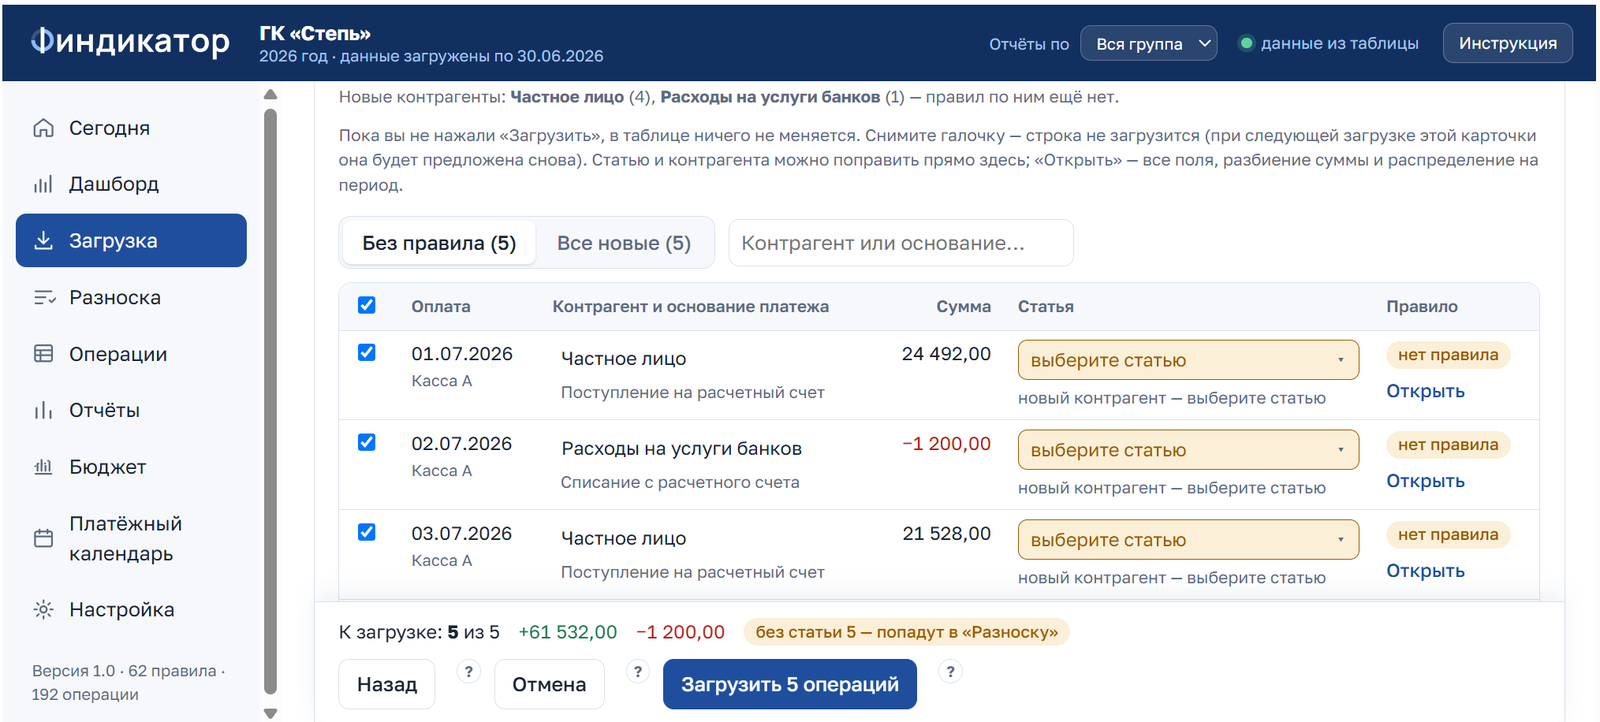 Финдикатор
ГК «Степь»
2026 год · данные загружены по 30.06.2026
Отчёты по
Вся группа
данные из таблицы
Инструкция
Сегодня
Дашборд
Загрузка
Разноска
Операции
Отчёты
Бюджет
Платёжный
календарь
Настройка
Версия 1.0 · 62 правила ·
192 операции
Новые контрагенты: Частное лицо (4), Расходы на услуги банков (1) — правил по ним ещё нет.
Пока вы не нажали «Загрузить», в таблице ничего не меняется. Снимите галочку — строка не загрузится (при следующей загрузке этой карточки
она будет предложена снова). Статью и контрагента можно поправить прямо здесь; «Открыть» — все поля, разбиение суммы и распределение на
период.
Без правила (5)
Все новые (5)
Контрагент или основание...
Оплата Контрагент и основание платежа Сумма Статья Правило
01.07.2026 Частное лицо 24 492,00 выберите статью нет правила
Касса А Поступление на расчетный счет новый контрагент — выберите статью Открыть
02.07.2026 Расходы на услуги банков −1 200,00 выберите статью нет правила
Касса А Списание с расчетного счета новый контрагент — выберите статью Открыть
03.07.2026 Частное лицо 21 528,00 выберите статью нет правила
Касса А Поступление на расчетный счет новый контрагент — выберите статью Открыть
К загрузке: 5 из 5 +61 532,00 −1 200,00 без статьи 5 — попадут в «Разноску»
Назад ? Отмена ? Загрузить 5 операций ?